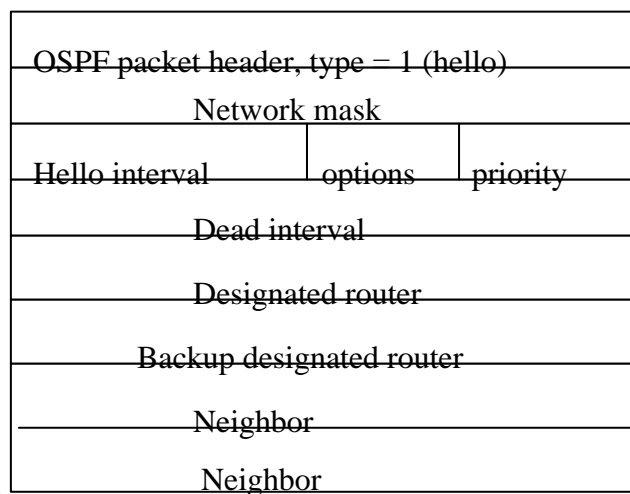 OSPF packet header, type = 1 (hello)
Network mask
Hello interval options priority
Dead interval
Designated router
Backup designated router
Neighbor
Neighbor